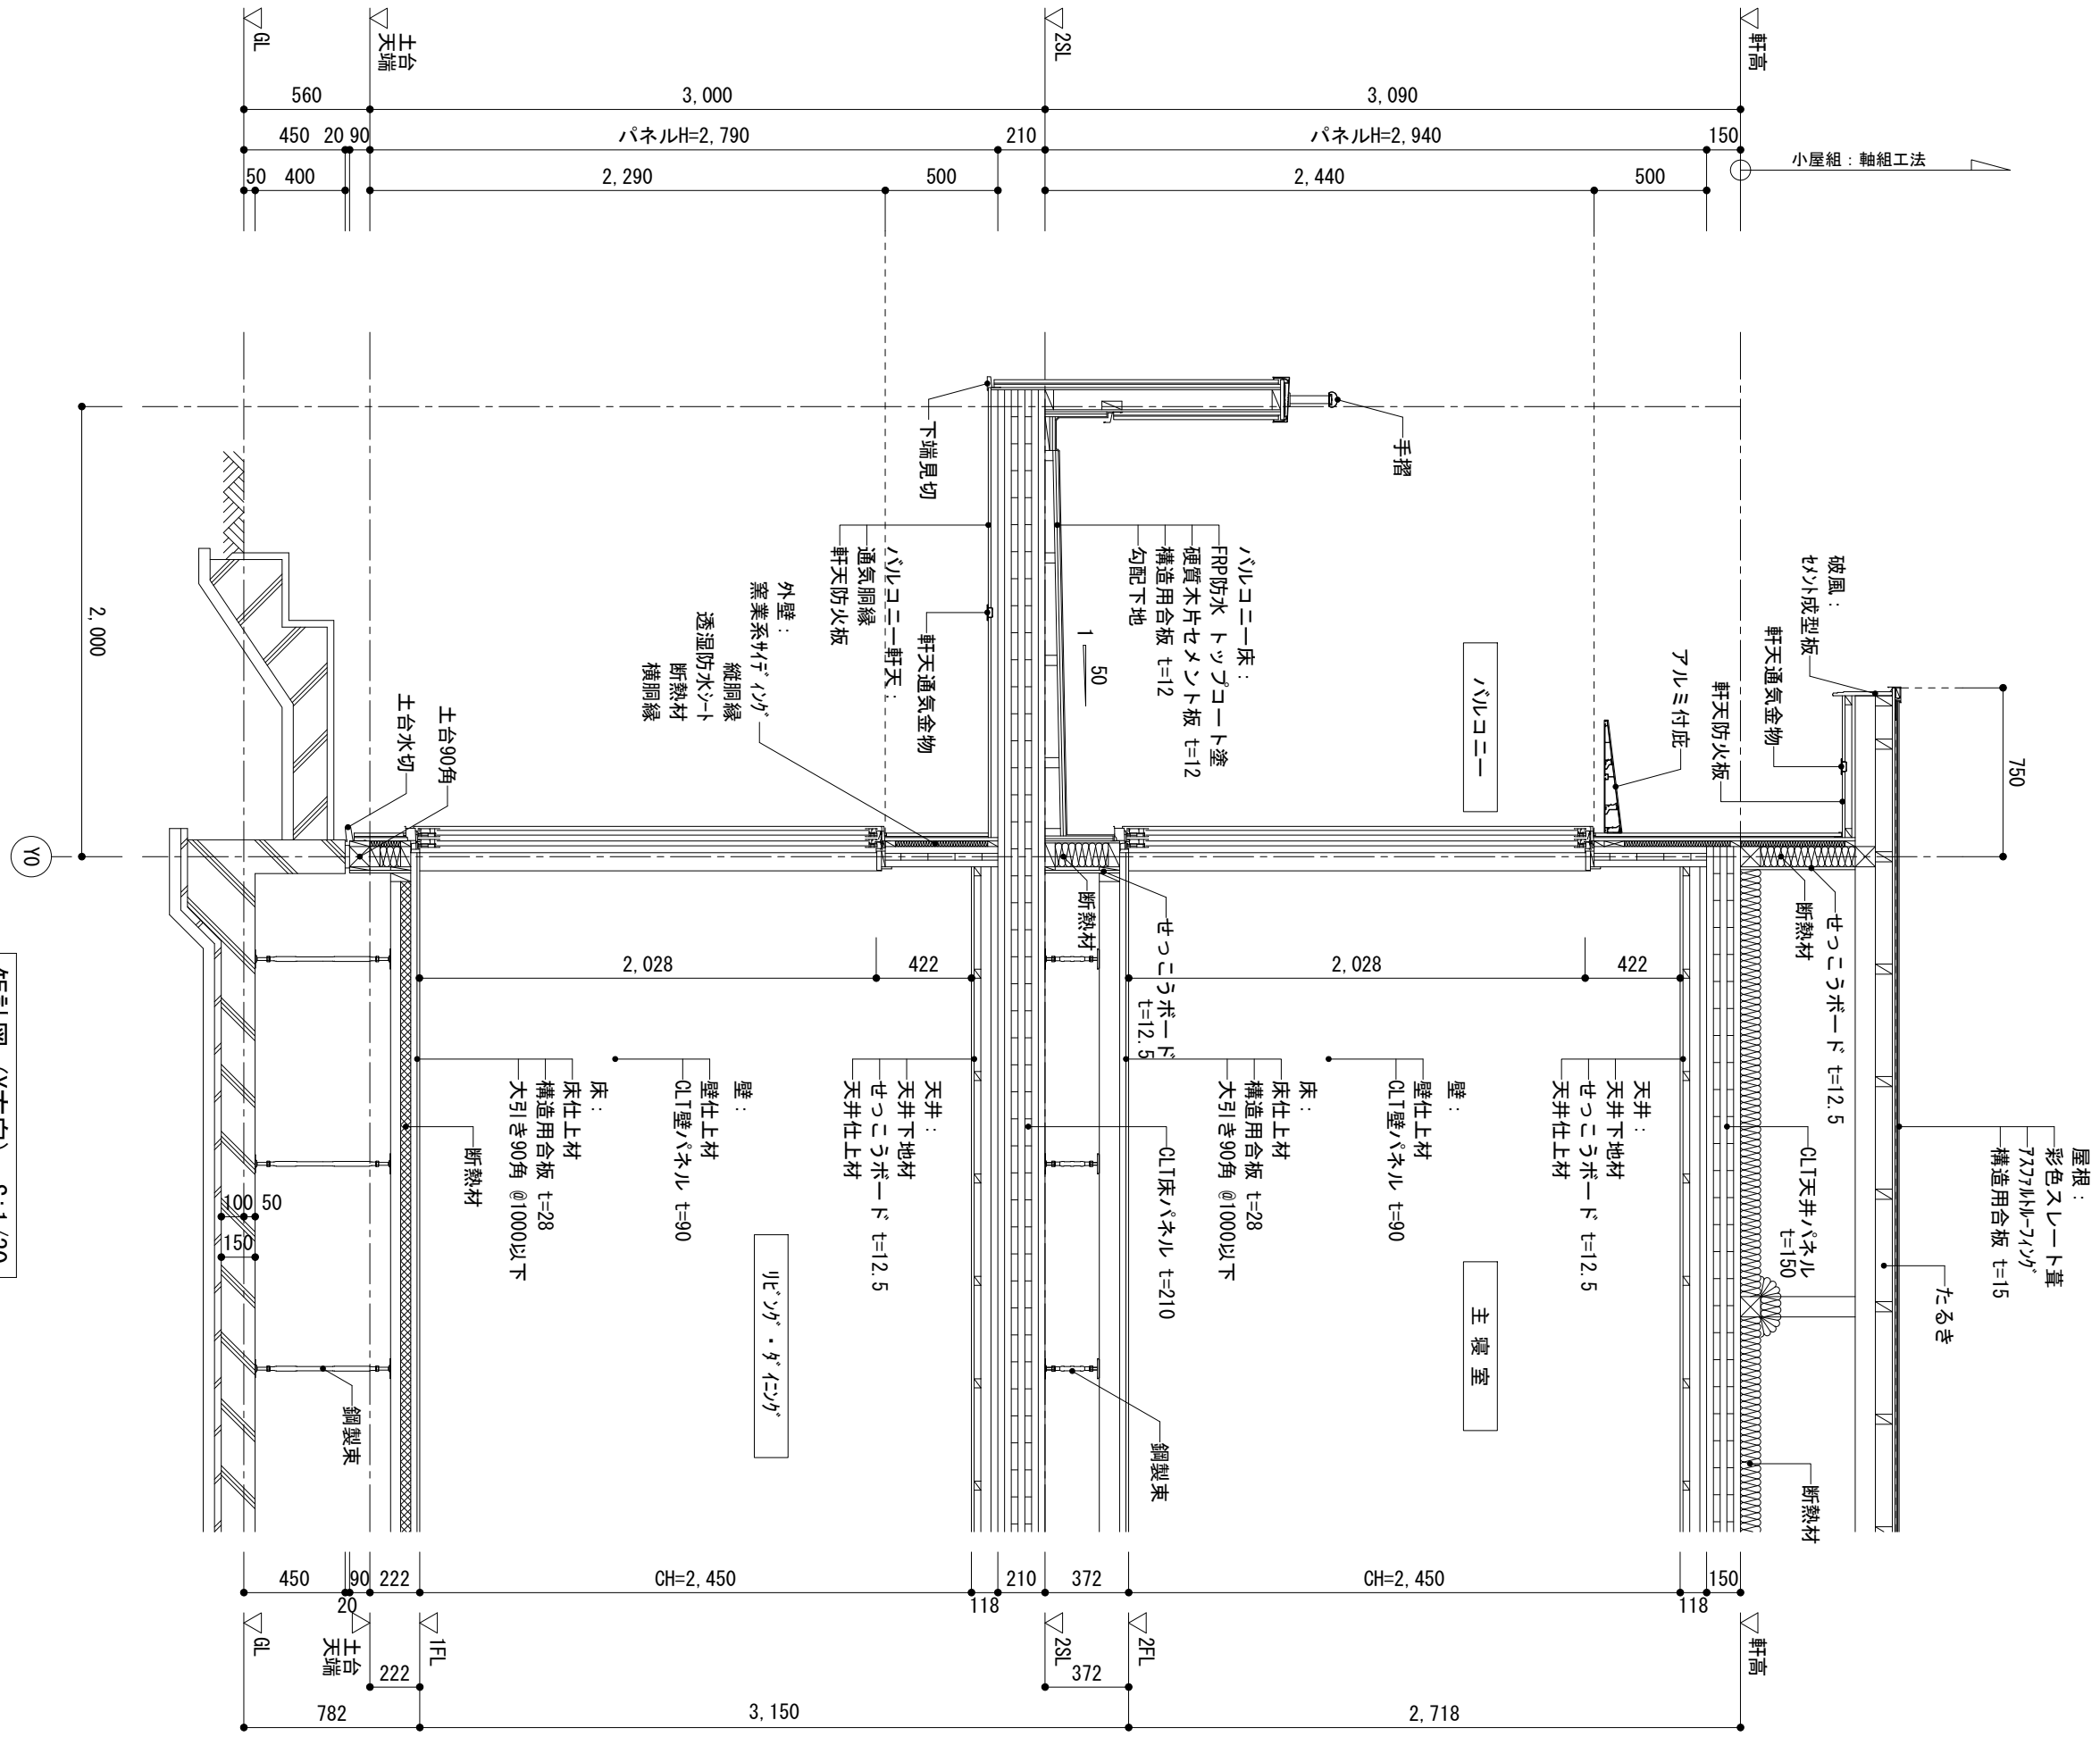 GL
土台
天端
2SL
軒高
560
3,000
3,090
450
20
90
パネルH=2,790
210
パネルH=2,940
150
50
400
2,290
500
2,440
500
小屋組：軸組工法
2,000
750
Y0
手摺
下端見切
バルコニー床：
FRP防水 トップコート塗
硬質木片セメント板 t=12
構造用合板 t=12
勾配下地
1
50
バルコニー軒天：
通気胴縁
軒天防火板
軒天通気金物
外壁：
窯業系ｻｲﾃﾞｨﾝｸﾞ
縦胴縁
透湿防水ｼｰﾄ
断熱材
横胴縁
土台90角
土台水切
バルコニー
アルミ付庇
破風：
ｾﾒﾝﾄ成型板
軒天通気金物
軒天防火板
せっこうボード t=12.5
断熱材
せっこうボード
t=12.5
断熱材
2,028
422
2,028
422
屋根：
彩色スレート葺
ｱｽﾌｧﾙﾄﾙｰﾌｨﾝｸﾞ
構造用合板 t=15
たるき
CLT天井パネル
t=150
断熱材
天井：
天井下地材
せっこうボード t=12.5
天井仕上材
壁：
壁仕上材
CLT壁パネル t=90
床：
床仕上材
構造用合板 t=28
大引き90角 @1000以下
主 寝 室
CLT床パネル t=210
鋼製束
天井：
天井下地材
せっこうボード t=12.5
天井仕上材
壁：
壁仕上材
CLT壁パネル t=90
床：
床仕上材
構造用合板 t=28
大引き90角 @1000以下
断熱材
ﾘﾋﾞﾝｸﾞ・ﾀﾞｲﾆﾝｸﾞ
鋼製束
100
50
150
450
20
90
222
CH=2,450
118
210
372
CH=2,450
118
150
GL
土台
天端
1FL
2SL
2FL
軒高
222
372
782
3,150
2,718